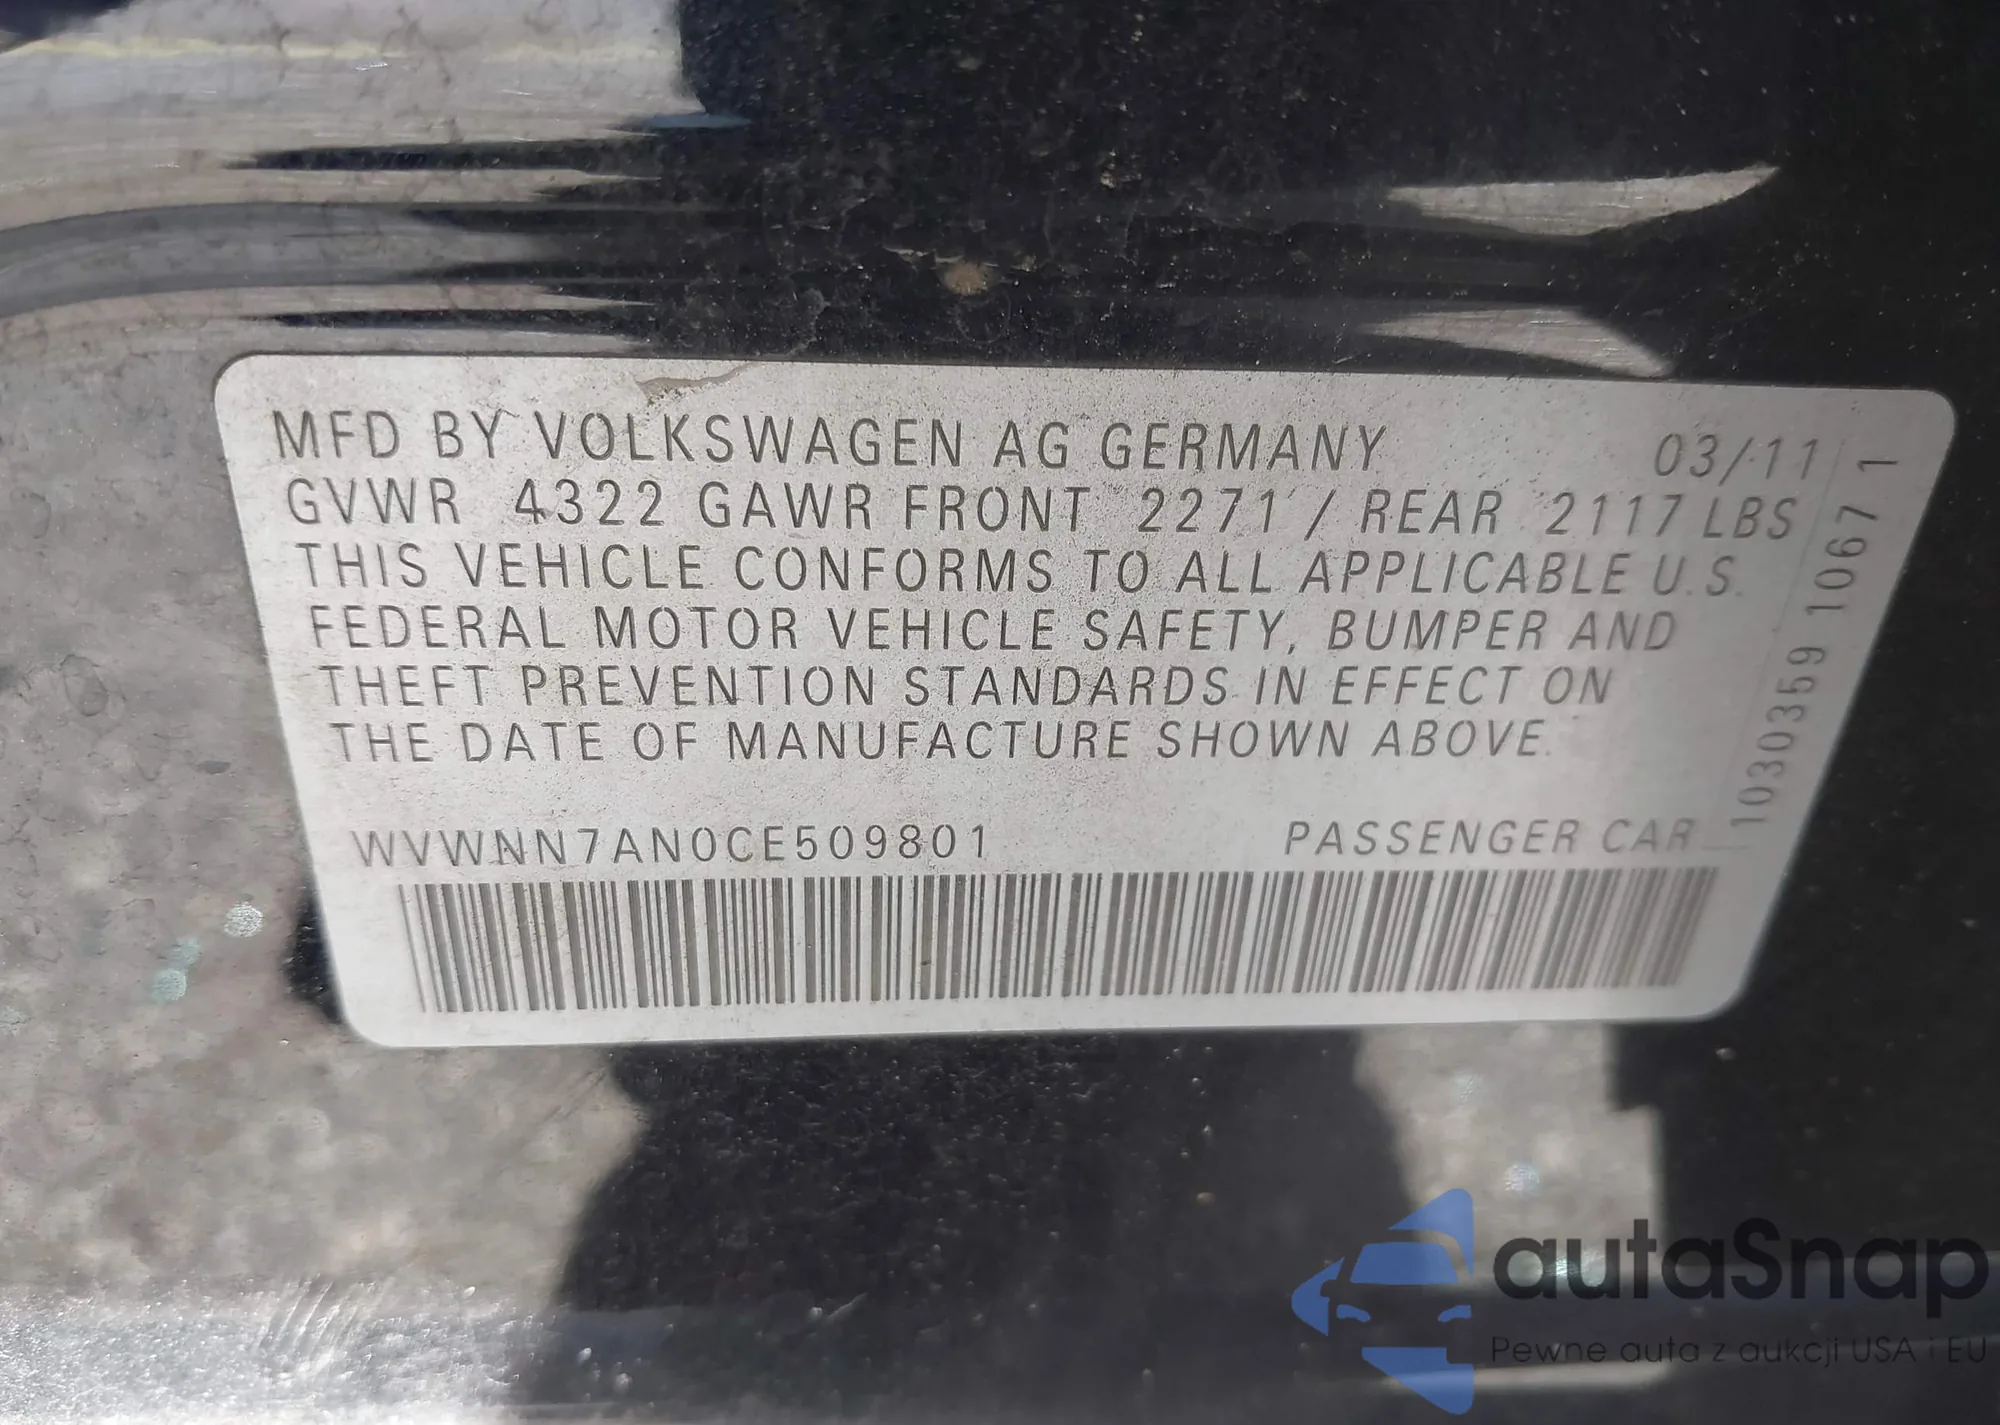 MFD BY VOLKSWAGEN AG GERMANY 03/11
GVWR 4322 GAWR FRONT 2271 / REAR 2117 LBS
THIS VEHICLE CONFORMS TO ALL APPLICABLE U.S.
FEDERAL MOTOR VEHICLE SAFETY, BUMPER AND
THEFT PREVENTION STANDARDS IN EFFECT ON
THE DATE OF MANUFACTURE SHOWN ABOVE.
WVWNN7AN0CE509801 PASSENGER CAR
1030359 1067 1
autaSnap
Pewne auta z aukcji USA i EU